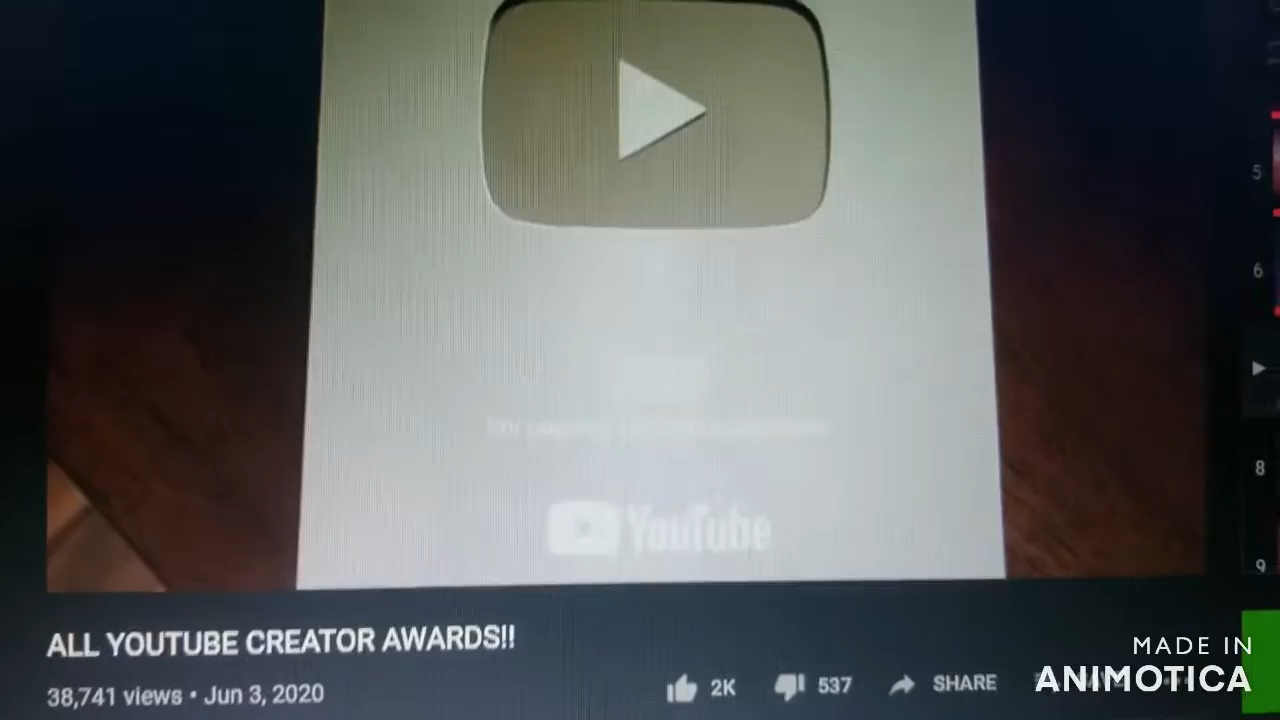 YouTube
ALL YOUTUBE CREATOR AWARDS!!
38,741 views • Jun 3, 2020
2K
537
SHARE
MADE IN
ANIMOTICA
5
6
8
9